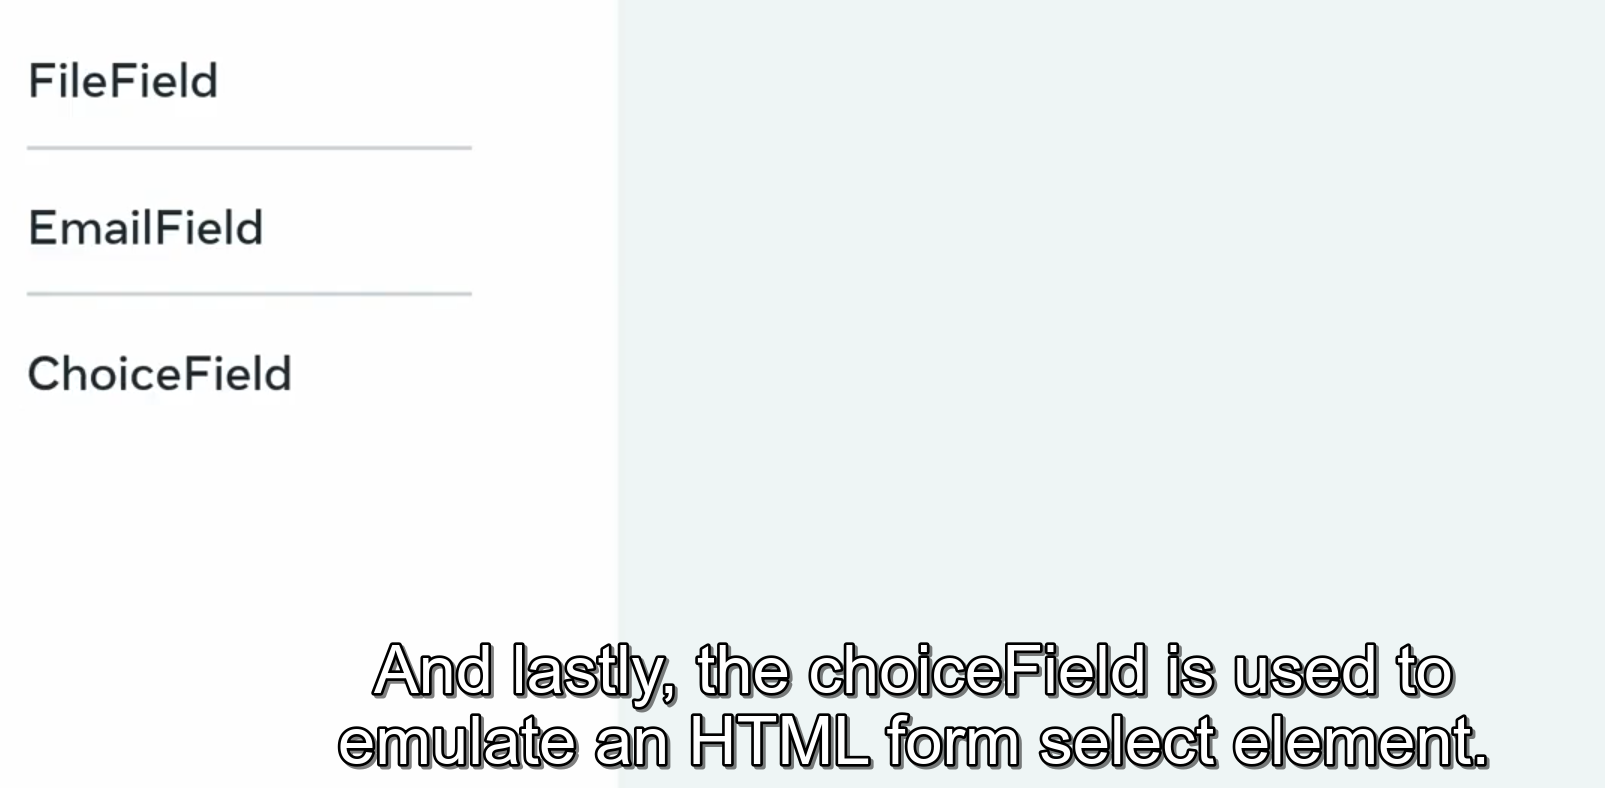 FileField
EmailField
ChoiceField
And lastly, the choiceField is used to
emulate an HTML form select element.